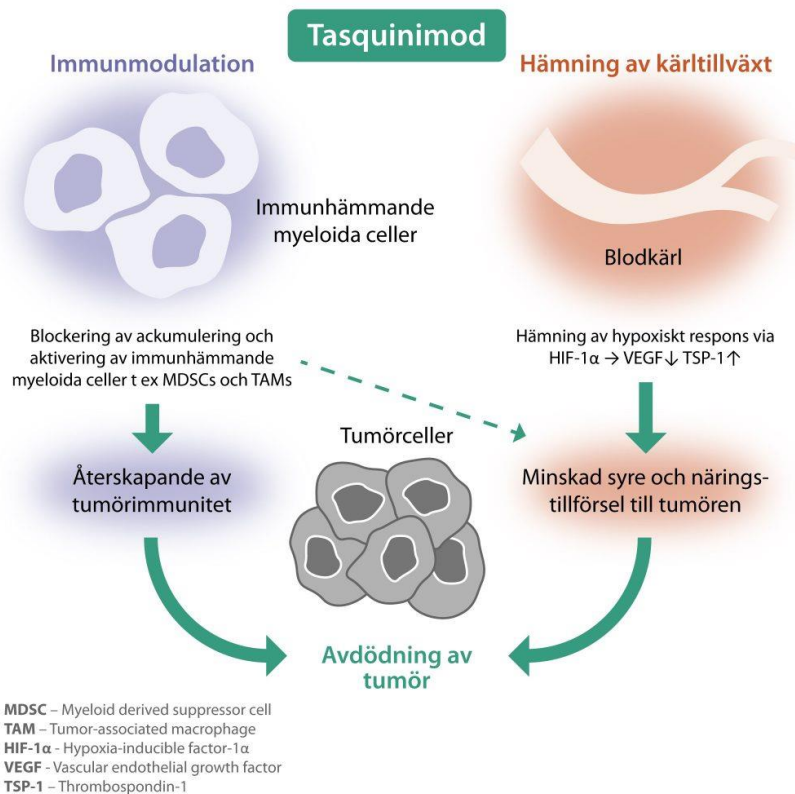 Tasquinimod
Immunmodulation
Hämning av kärltillväxt
Immunhämmande
myeloida celler
Blodkärl
Blockering av ackumulering och
aktivering av immunhämmande
myeloida celler t ex MDSCs och TAMs
Hämning av hypoxiskt respons via
HIF-1α → VEGF↓ TSP-1↑
Tumörceller
Återskapande av
tumörimmunitet
Minskad syre och närings-
tillförsel till tumören
Avdödning av
tumör
MDSC – Myeloid derived suppressor cell
TAM – Tumor-associated macrophage
HIF-1α - Hypoxia-inducible factor-1α
VEGF - Vascular endothelial growth factor
TSP-1 – Thrombospondin-1